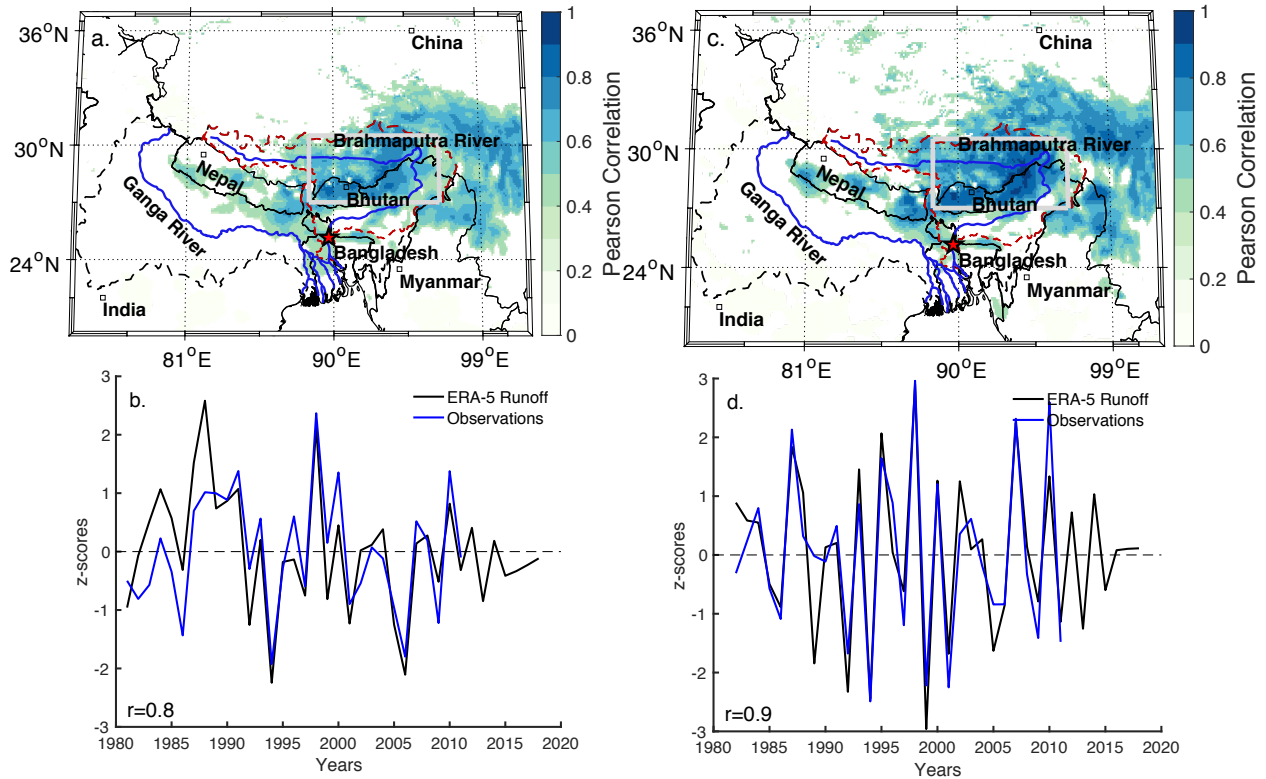 a.
36°N
30°N
24°N
China
Brahmaputra River
Nepal
Bhutan
Ganga River
Bangladesh
Myanmar
India
81°E
90°E
99°E
1
0.8
0.6
0.4
0.2
0
Pearson Correlation
c.
36°N
30°N
24°N
China
Brahmaputra River
Nepal
Bhutan
Ganga River
Bangladesh
Myanmar
India
81°E
90°E
99°E
1
0.8
0.6
0.4
0.2
0
Pearson Correlation
b.
ERA-5 Runoff
Observations
3
2
1
0
-1
-2
-3
z-scores
r=0.8
1980 1985 1990 1995 2000 2005 2010 2015 2020
Years
d.
ERA-5 Runoff
Observations
3
2
1
0
-1
-2
-3
z-scores
r=0.9
1980 1985 1990 1995 2000 2005 2010 2015 2020
Years